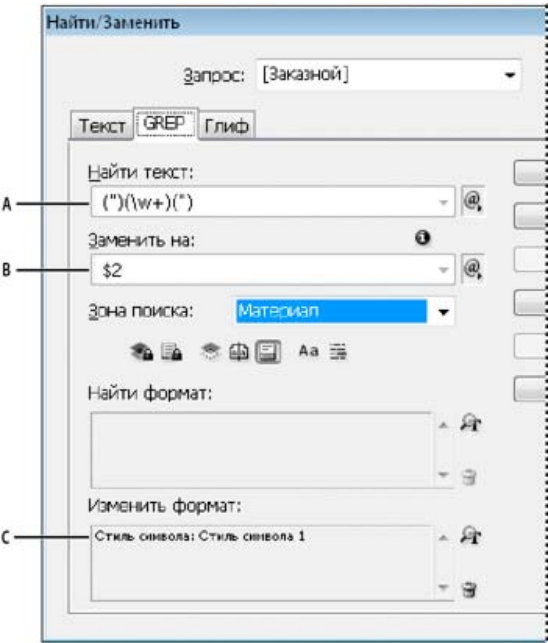 Найти/Заменить
Запрос: [Заказной]
Текст GREP Глиф
Найти текст:
A (")(\w+)(")
@
Заменить на:
B $2
@
Зона поиска: Материал
Aa
Найти формат:
Изменить формат:
C Стиль символа: Стиль символа 1